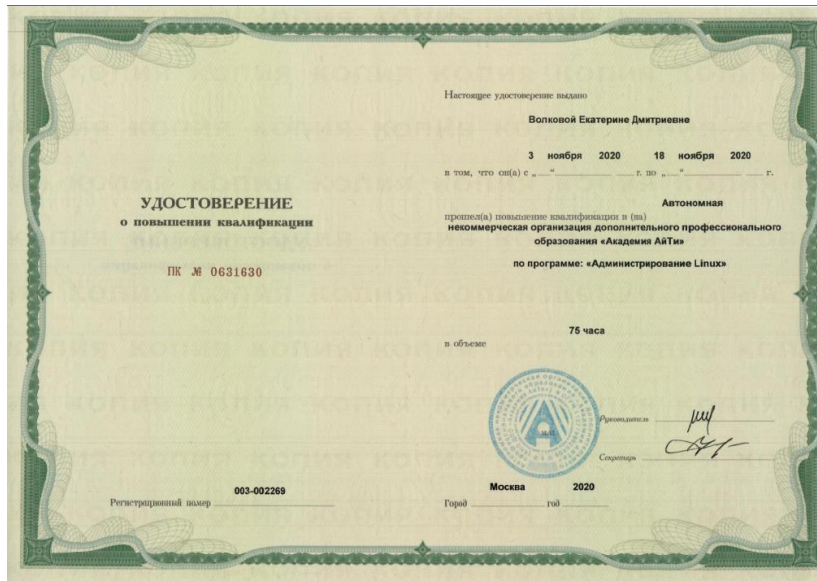 УДОСТОВЕРЕНИЕ
о повышении квалификации
ПК № 0631630
003-002269
Регистрационный номер
Настоящее удостоверение выдано
Волковой Екатерине Дмитриевне
3 ноября 2020 18 ноября 2020
в том, что он(а) с „ “ г. по „ “ г.
Автономная
прошел(а) повышение квалификации в (на)
некоммерческая организация дополнительного профессионального
образования «Академия АйТи»
по программе: «Администрирование Linux»
75 часа
в объеме
М.П.
Руководитель
Секретарь
Москва 2020
Город год